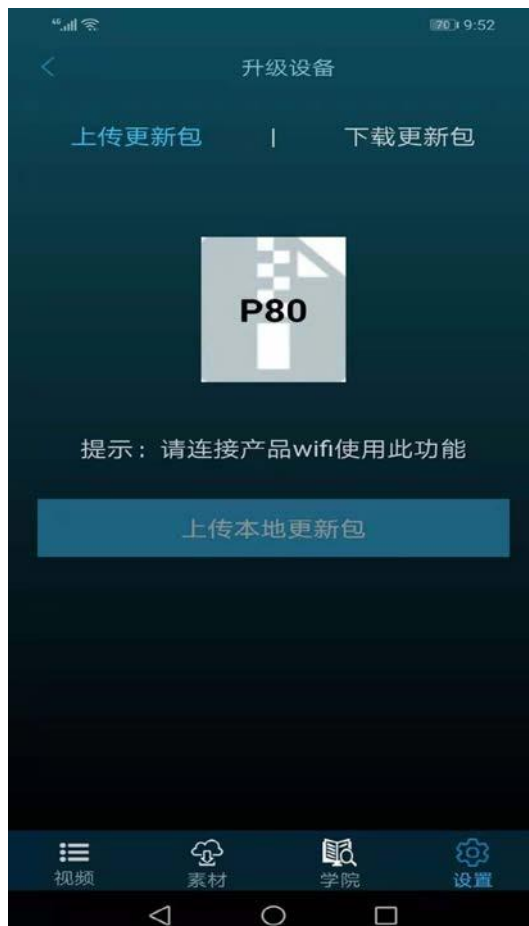 46 70 9:52
升级设备
上传更新包 | 下载更新包
P80
提示：请连接产品wifi使用此功能
上传本地更新包
视频 素材 学院 设置